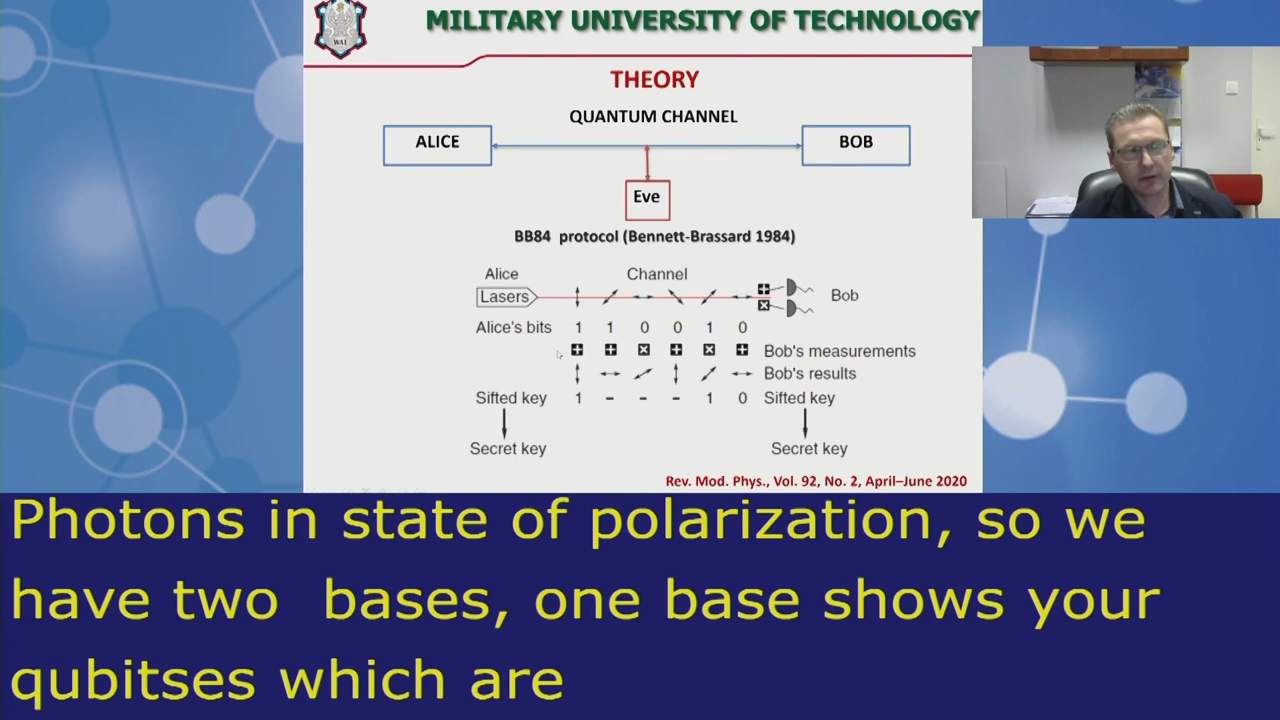 MILITARY UNIVERSITY OF TECHNOLOGY
WAT
THEORY
QUANTUM CHANNEL
ALICE
BOB
Eve
BB84 protocol (Bennett-Brassard 1984)
Alice
Channel
Lasers
Bob
Alice's bits 1 1 0 0 1 0
Bob's measurements
Bob's results
Sifted key 1 - - - 1 0 Sifted key
Secret key
Secret key
Rev. Mod. Phys., Vol. 92, No. 2, April–June 2020
Photons in state of polarization, so we
have two bases, one base shows your
qubitses which are